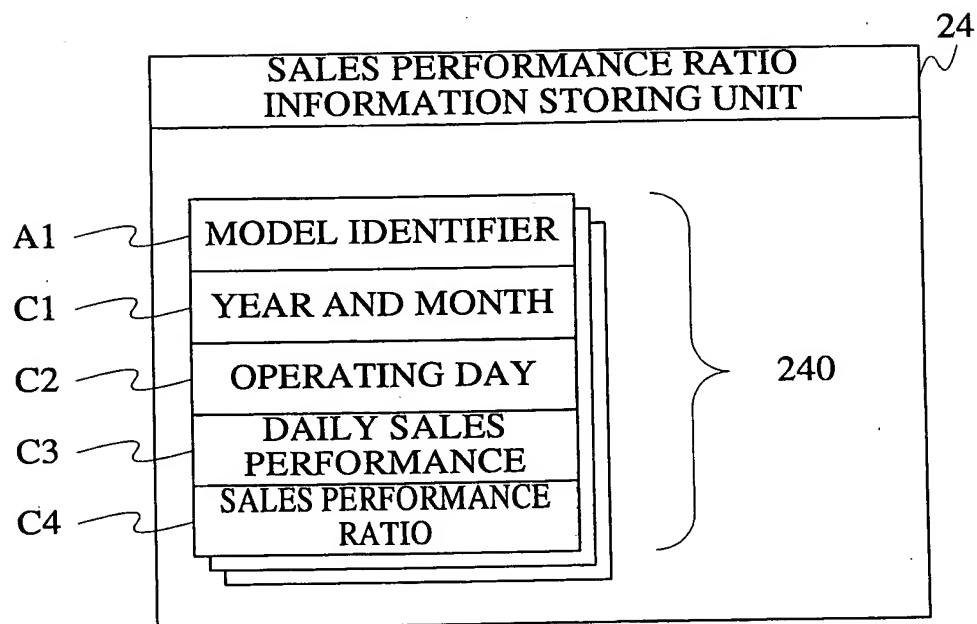 24
SALES PERFORMANCE RATIO
INFORMATION STORING UNIT
A1
MODEL IDENTIFIER
C1
YEAR AND MONTH
C2
OPERATING DAY
240
C3
DAILY SALES
PERFORMANCE
C4
SALES PERFORMANCE
RATIO